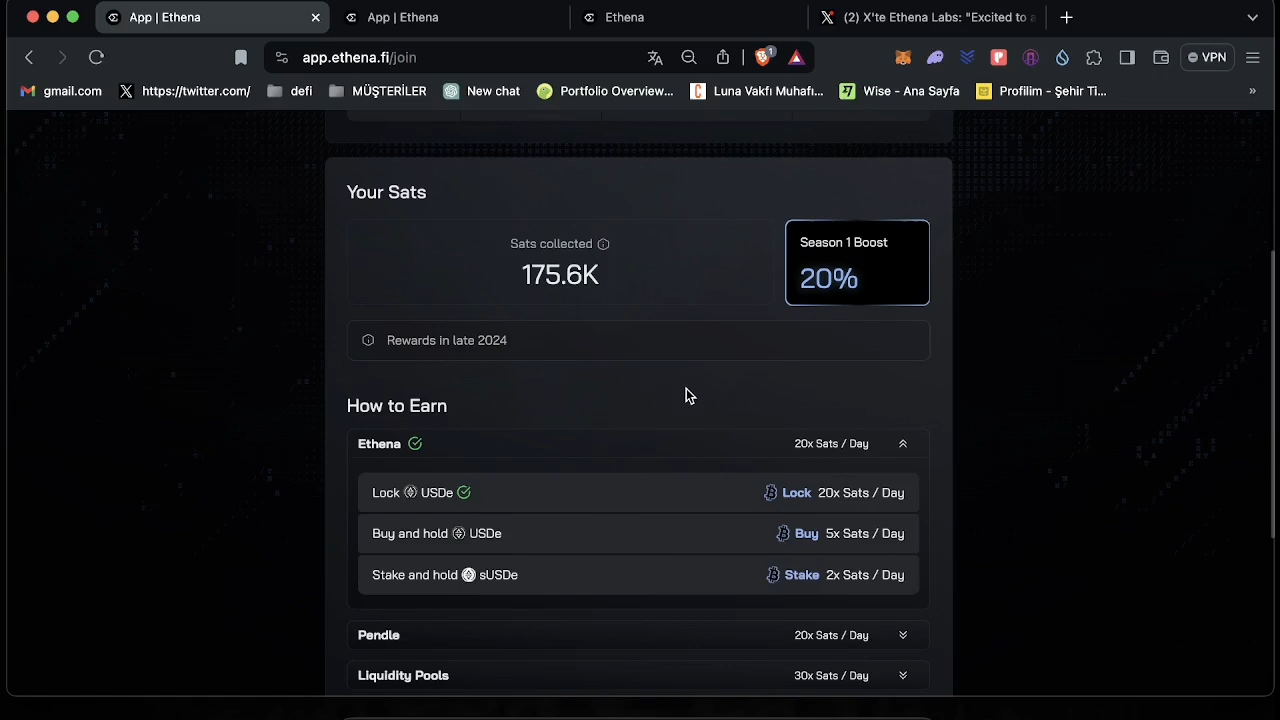 App | Ethena
App | Ethena
Ethena
(2) X'te Ethena Labs: "Excited to a
app.ethena.fi/join
1
VPN
gmail.com
https://twitter.com/
defi
MÜŞTERİLER
New chat
Portfolio Overview...
Luna Vakfı Muhafı...
Wise - Ana Sayfa
Profilim - Şehir Ti...
»
Your Sats
Sats collected
175.6K
Season 1 Boost
20%
Rewards in late 2024
How to Earn
Ethena 20x Sats / Day
Lock USDe Lock 20x Sats / Day
Buy and hold USDe Buy 5x Sats / Day
Stake and hold sUSDe Stake 2x Sats / Day
Pendle 20x Sats / Day
Liquidity Pools 30x Sats / Day